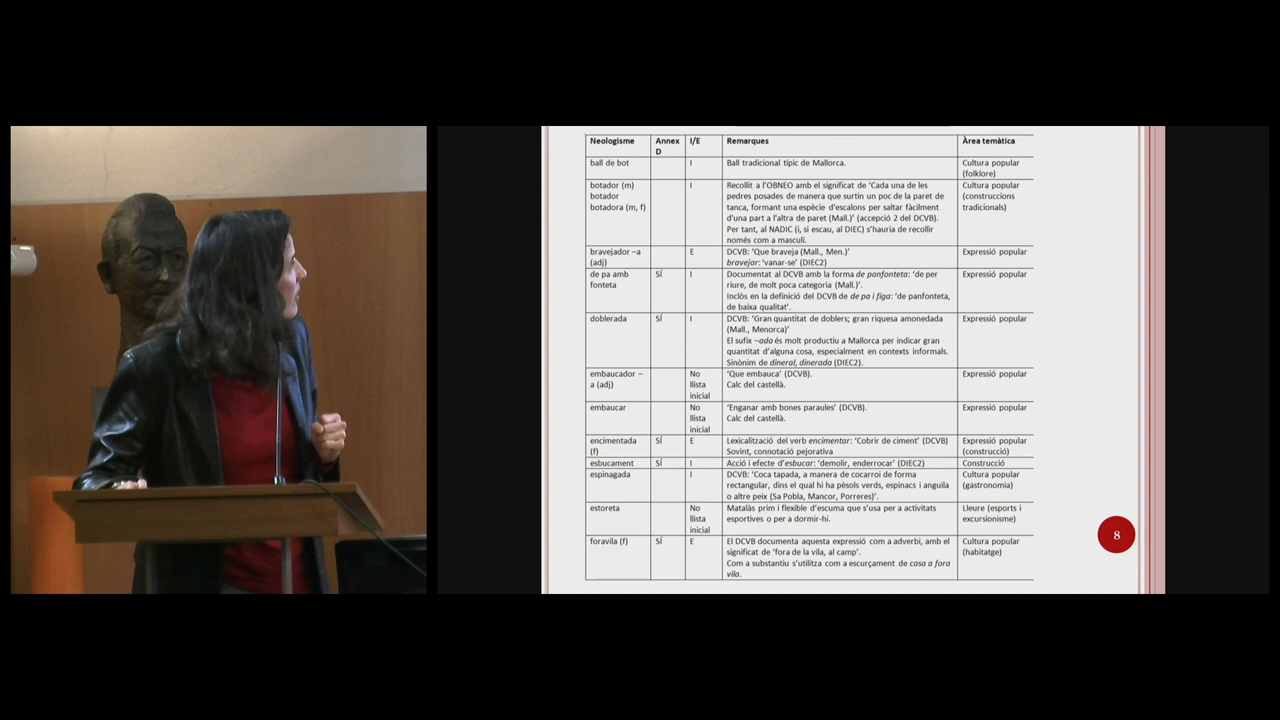 Neologisme Annex D I/E Remarques Àrea temàtica
ball de bot I Ball tradicional típic de Mallorca. Cultura popular
(folklore)
botador (m) I Recollit a l'OBNEO amb el significat de 'Cada una de les Cultura popular
botador pedres posades de manera que surtin un poc de la paret de (construccions
botadora (m, f) tanca, formant una espècie d'escalons per saltar fàcilment tradicionals)
d'una part a l'altra de paret (Mall.)' (accepció 2 del DCVB).
Per tant, al NADIC (i, si escau, al DIEC) s'hauria de recollir
només com a masculí.
bravejador –a E DCVB: 'Que braveja (Mall., Men.)' Expressió popular
(adj) bravejar: 'vanar-se' (DIEC2)
de pa amb SÍ I Documentat al DCVB amb la forma de panfonteta: 'de per Expressió popular
fonteta riure, de molt poca categoria (Mall.)'.
Inclòs en la definició del DCVB de de pa i figa: 'de panfonteta,
de baixa qualitat'.
doblerada SÍ I DCVB: 'Gran quantitat de doblers; gran riquesa amonedada Expressió popular
(Mall., Menorca)'
El sufix –ada és molt productiu a Mallorca per indicar gran
quantitat d'alguna cosa, especialment en contexts informals.
Sinònim de dineral, dinerada (DIEC2).
embaucador – No 'Que embauca' (DCVB). Expressió popular
a (adj) llista Calc del castellà.
inicial
embaucar No 'Enganar amb bones paraules' (DCVB). Expressió popular
llista Calc del castellà.
inicial
encimentada SÍ E Lexicalització del verb encimentar: 'Cobrir de ciment' (DCVB) Expressió popular
(f) Sovint, connotació pejorativa (construcció)
esbucament SÍ I Acció i efecte d'esbucar: 'demolir, enderrocar' (DIEC2) Construcció
espinagada I DCVB: 'Coca tapada, a manera de cocarroi de forma Cultura popular
rectangular, dins el qual hi ha pèsols verds, espinacs i anguila (gastronomia)
o altre peix (Sa Pobla, Mancor, Porreres)'.
estoreta No Matalàs prim i flexible d'escuma que s'usa per a activitats Lleure (esports i
llista esportives o per a dormir-hi. excursionisme)
inicial
foravila (f) SÍ E El DCVB documenta aquesta expressió com a adverbi, amb el Cultura popular
significat de 'fora de la vila, al camp'. (habitatge)
Com a substantiu s'utilitza com a escurçament de casa a fora
vila.
8